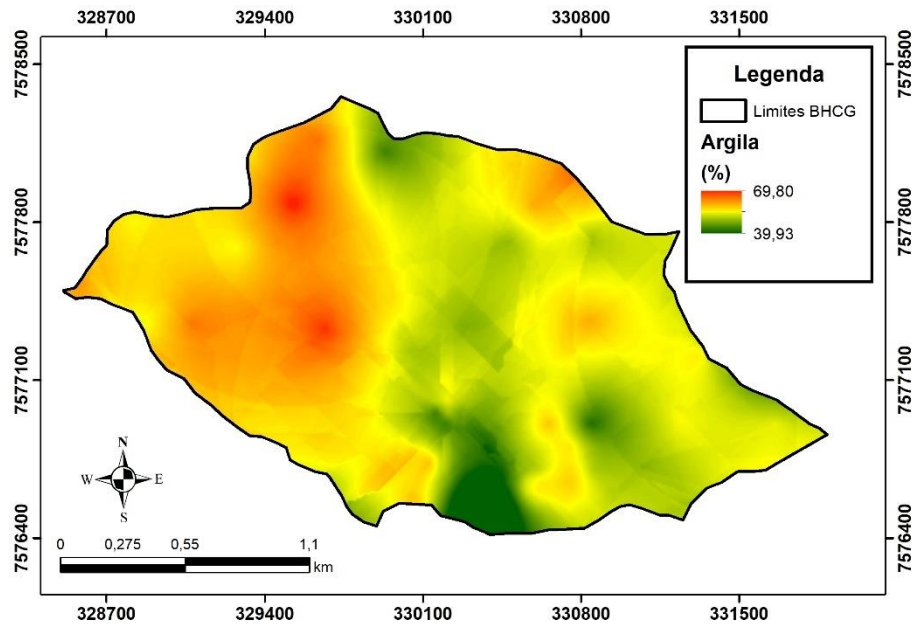 328700 329400 330100 330800 331500
7578500 7578500
Legenda
Limites BHCG
Argila
(%)
69,80
39,93
7577800 7577800
7577100 7577100
N
W E
S
7576400 7576400
0 0,275 0,55 1,1
km
328700 329400 330100 330800 331500